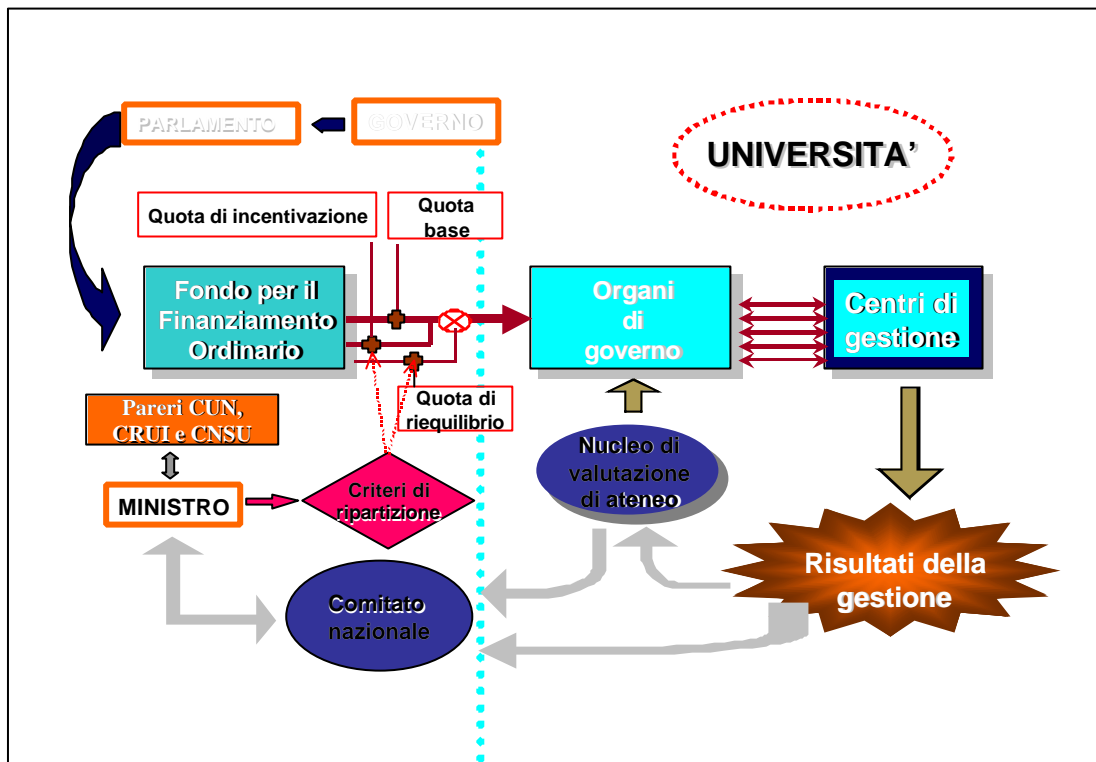 PARLAMENTO
GOVERNO
UNIVERSITA’
Quota di incentivazione
Quota
base
Fondo per il
Finanziamento
Ordinario
Organi
di
governo
Centri di
gestione
Quota di
riequilibrio
Pareri CUN,
CRUI e CNSU
MINISTRO
Criteri di
ripartizione
Nucleo di
valutazione
di ateneo
Comitato
nazionale
Risultati della
gestione